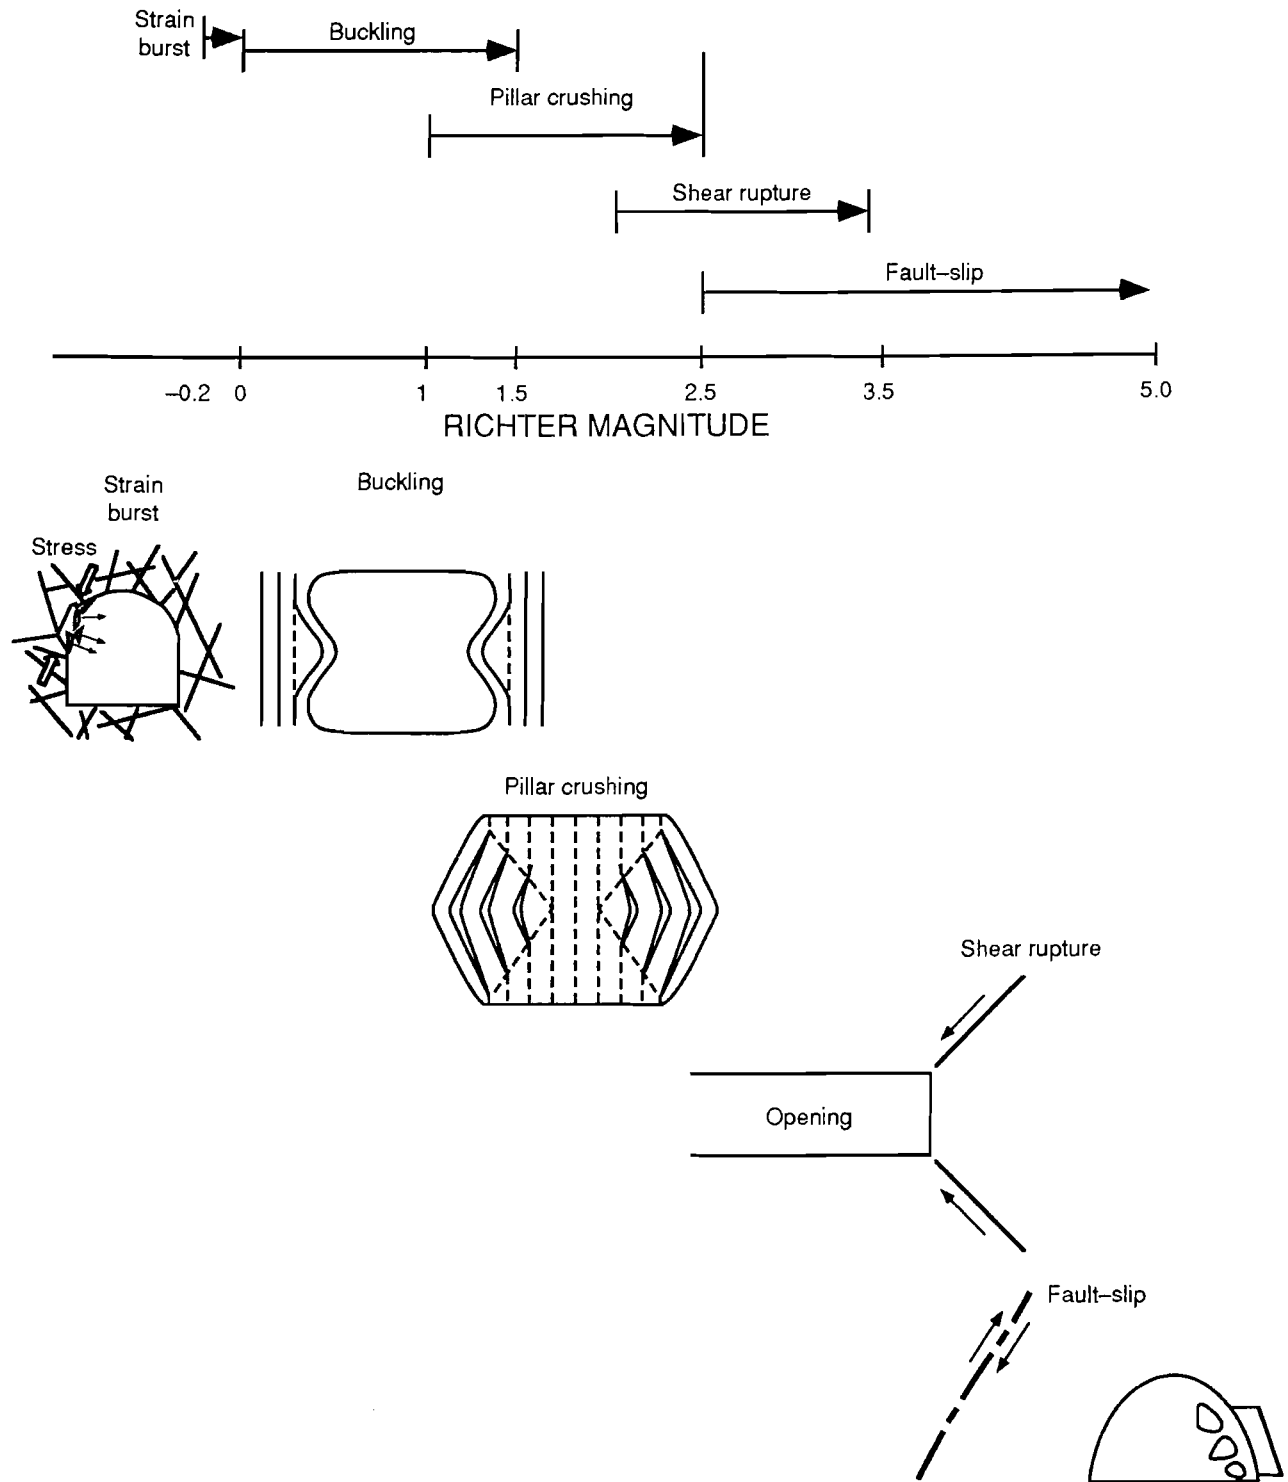 Strain
burst
Buckling
Pillar crushing
Shear rupture
Fault–slip
–0.2 0 1 1.5 2.5 3.5 5.0
RICHTER MAGNITUDE
Strain
burst
Buckling
Stress
Pillar crushing
Shear rupture
Opening
Fault–slip